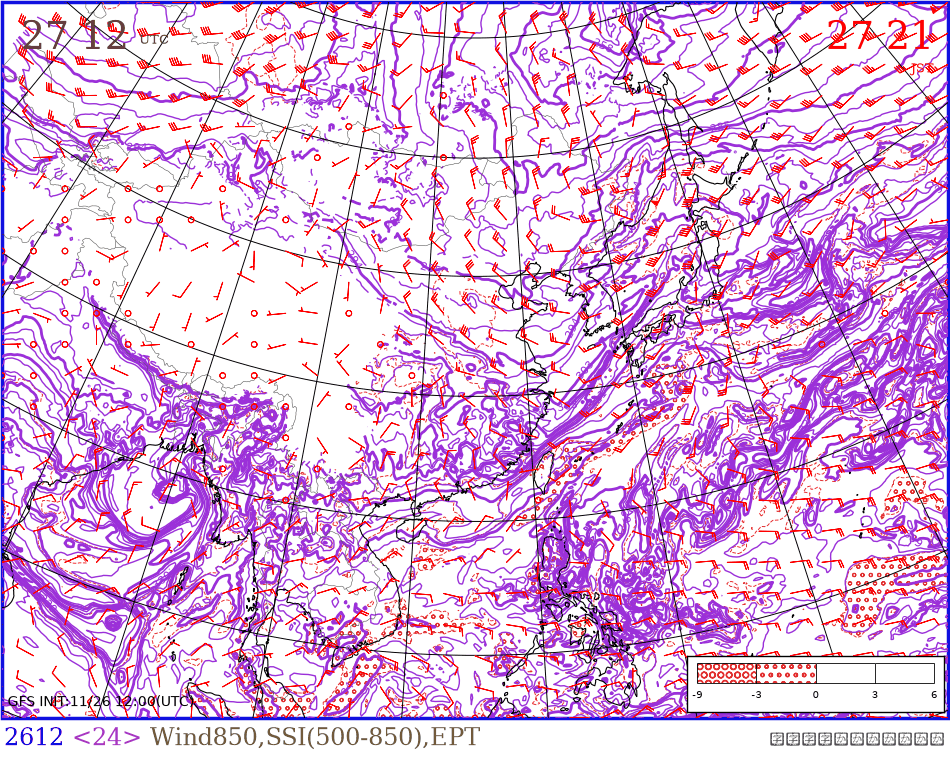 27 12 UTC
27 21
JST
GFS INIT:11/26 12:00(UTC)
-9 -3 0 3 6
2612 <24> Wind850,SSI(500-850),EPT